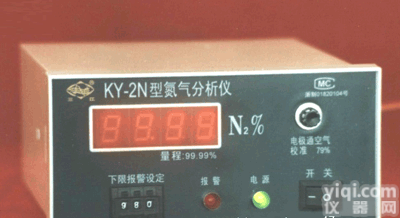 KY-2N型氮气分析仪
MC
8888
N₂%
量程:99.99%
电极通空气
校准 79%
下限报警设定
报警
电源
开关
980
yiqi.com
仪器网